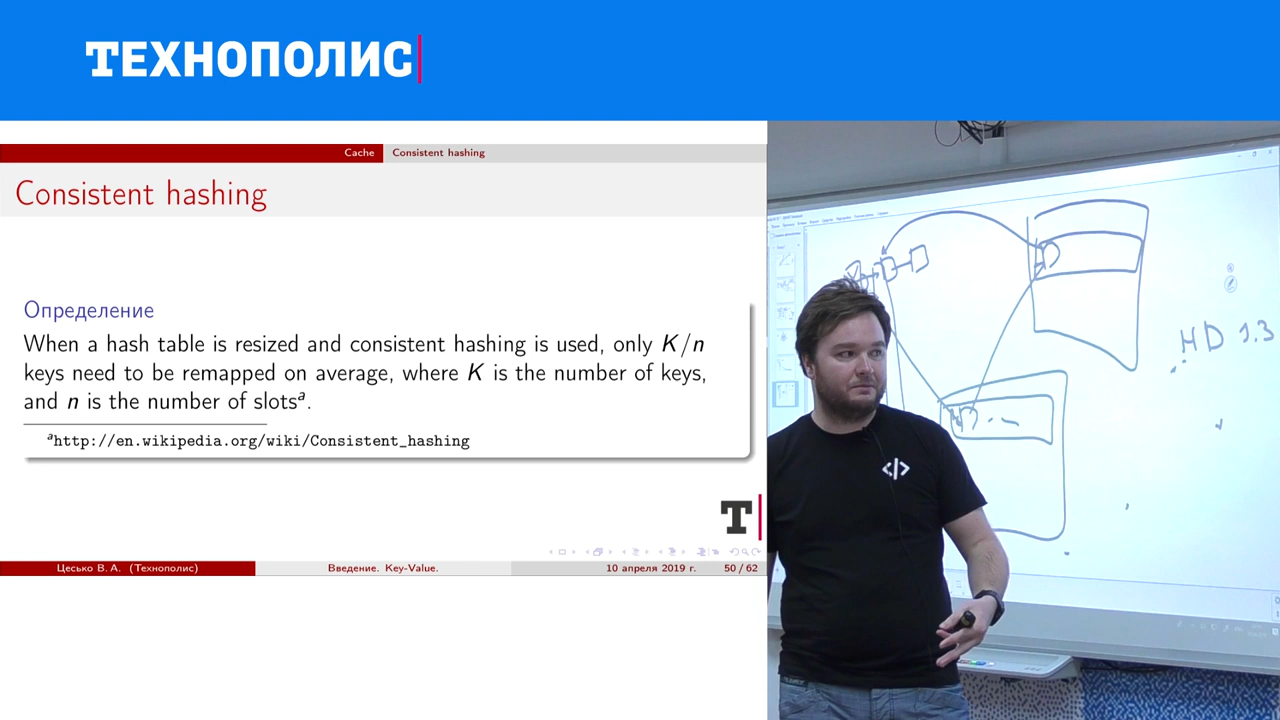 ТЕХНОПОЛИС
Cache Consistent hashing
Consistent hashing
Определение
When a hash table is resized and consistent hashing is used, only K/n
keys need to be remapped on average, where K is the number of keys,
and n is the number of slotsᵃ.
ᵃhttp://en.wikipedia.org/wiki/Consistent_hashing
T
Цесько В. А. (Технополис) Введение. Key-Value. 10 апреля 2019 г. 50 / 62
<//>
HD 1.3